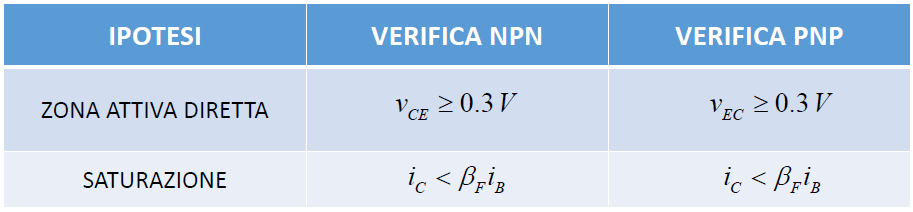 IPOTESI VERIFICA NPN VERIFICA PNP
ZONA ATTIVA DIRETTA v_CE ≥ 0.3 V v_EC ≥ 0.3 V
SATURAZIONE i_C < β_F i_B i_C < β_F i_B